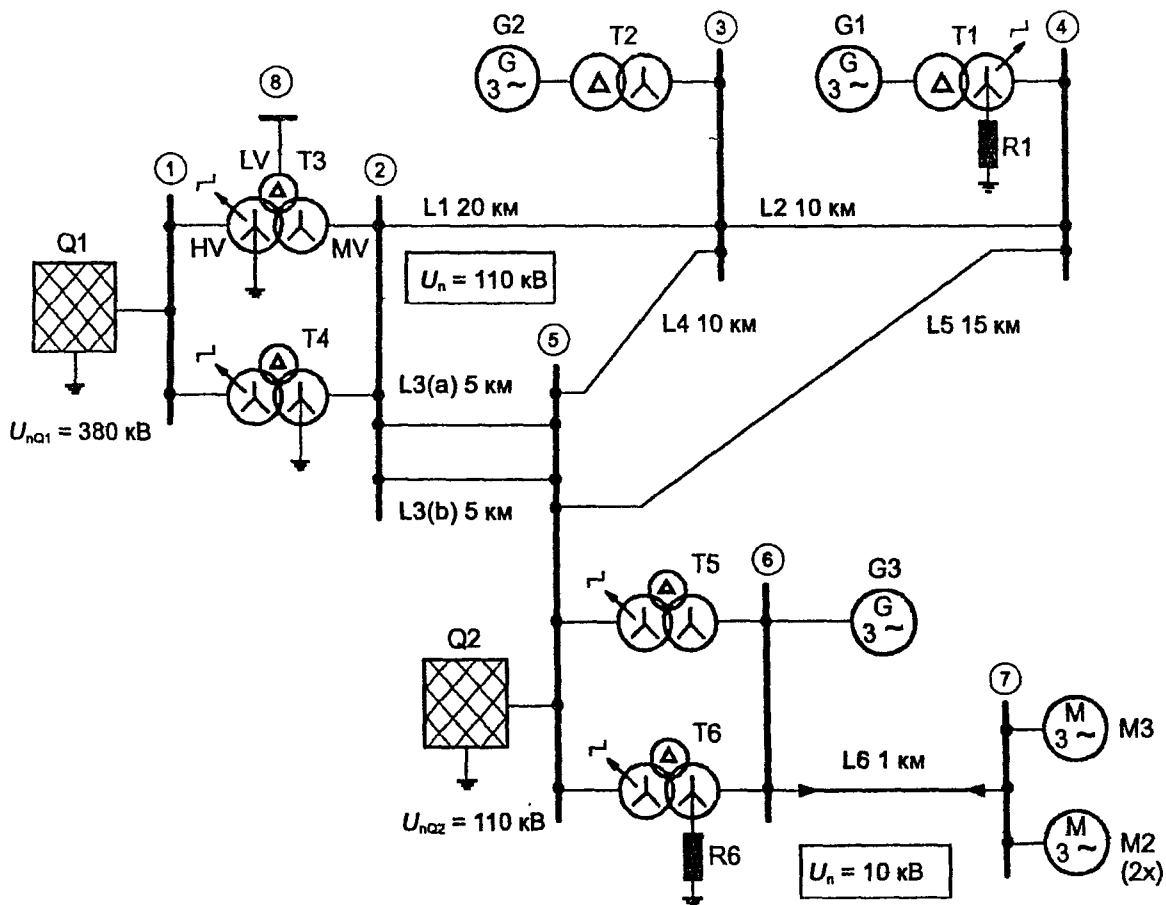 G2
T2
3
G1
T1
4
G
3 ~
G
3 ~
R1
8
LV T3
1
2
L1 20 км
L2 10 км
HV
MV
Q1
Uₙ = 110 кВ
L4 10 км
L5 15 км
T4
5
L3(a) 5 км
UnQ1 = 380 кВ
L3(b) 5 км
T5
6
G3
G
3 ~
Q2
7
T6
M
3 ~
M3
L6 1 км
UnQ2 = 110 кВ
R6
Uₙ = 10 кВ
M
3 ~
M2
(2x)